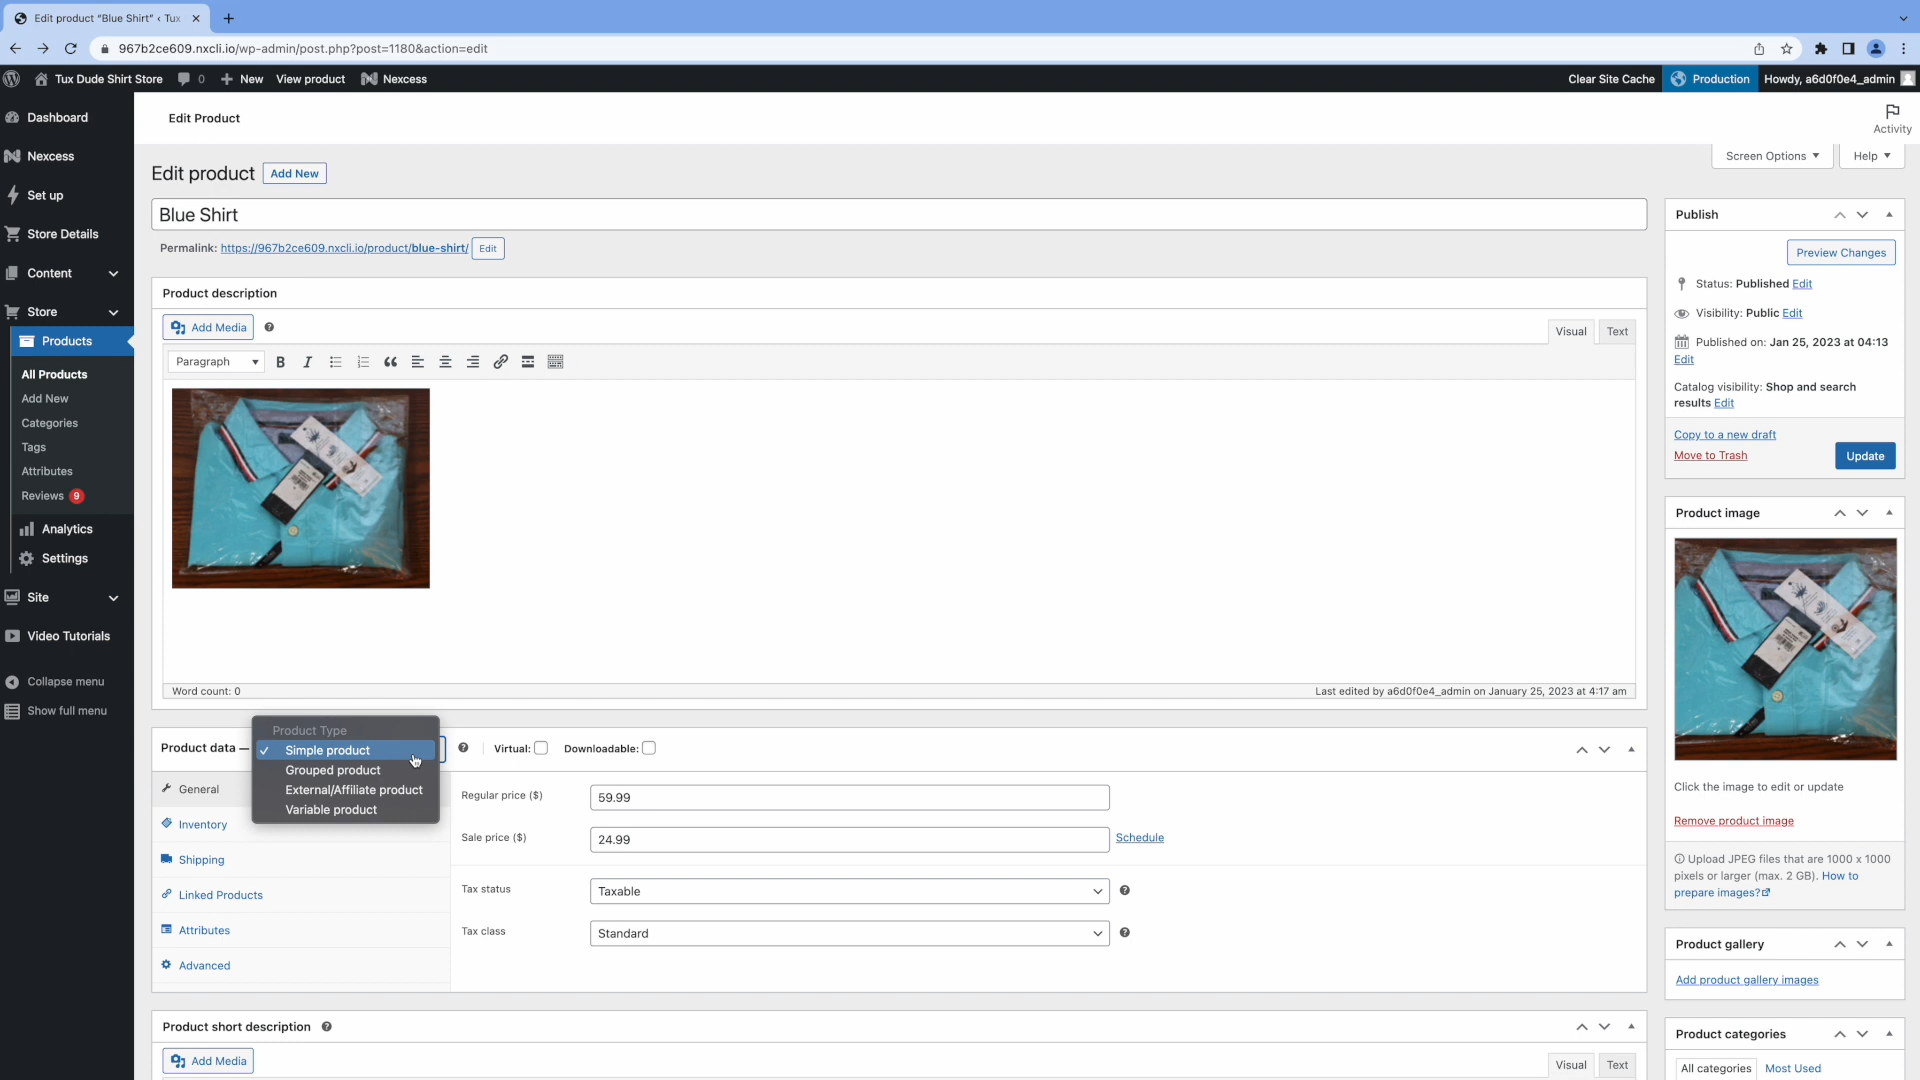 Edit product “Blue Shirt” ‹ Tux
967b2ce609.nxcli.io/wp-admin/post.php?post=1180&action=edit
Tux Dude Shirt Store 0 New View product Nexcess Clear Site Cache Production Howdy, a6d0f0e4_admin
Dashboard
Nexcess
Set up
Store Details
Content
Store
Products
All Products
Add New
Categories
Tags
Attributes
Reviews 9
Analytics
Settings
Site
Video Tutorials
Collapse menu
Show full menu
Edit Product
Activity
Screen Options
Help
Edit product Add New
Blue Shirt
Permalink: https://967b2ce609.nxcli.io/product/blue-shirt/ Edit
Product description
Add Media
Visual Text
Paragraph
Word count: 0
Last edited by a6d0f0e4_admin on January 25, 2023 at 4:17 am
Product data —
Product Type
Simple product
Grouped product
External/Affiliate product
Variable product
Virtual:
Downloadable:
General
Inventory
Shipping
Linked Products
Attributes
Advanced
Regular price ($) 59.99
Sale price ($) 24.99 Schedule
Tax status Taxable
Tax class Standard
Product short description
Add Media
Visual Text
Publish
Preview Changes
Status: Published Edit
Visibility: Public Edit
Published on: Jan 25, 2023 at 04:13
Edit
Catalog visibility: Shop and search
results Edit
Copy to a new draft
Move to Trash
Update
Product image
Click the image to edit or update
Remove product image
Upload JPEG files that are 1000 x 1000
pixels or larger (max. 2 GB). How to
prepare images?
Product gallery
Add product gallery images
Product categories
All categories Most Used